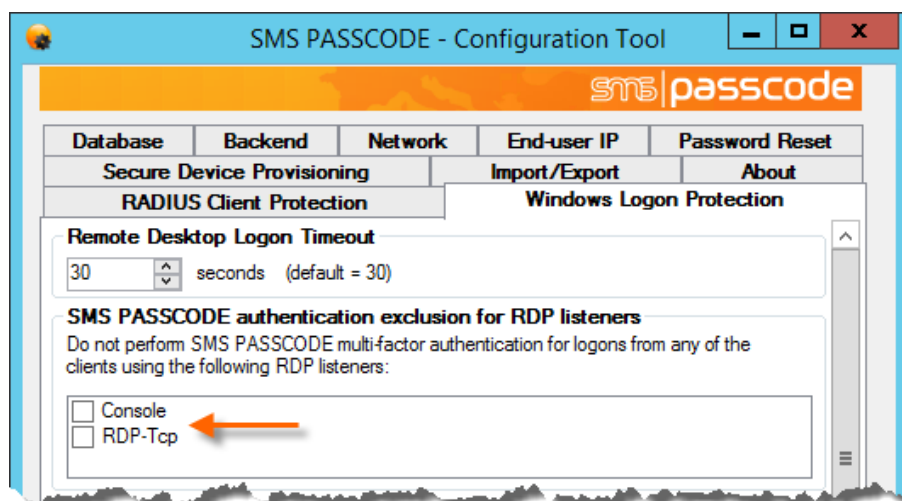 SMS PASSCODE - Configuration Tool
sms passcode
Database Backend Network End-user IP Password Reset
Secure Device Provisioning Import/Export About
RADIUS Client Protection Windows Logon Protection
Remote Desktop Logon Timeout
30 seconds (default = 30)
SMS PASSCODE authentication exclusion for RDP listeners
Do not perform SMS PASSCODE multi-factor authentication for logons from any of the
clients using the following RDP listeners:
Console
RDP-Tcp